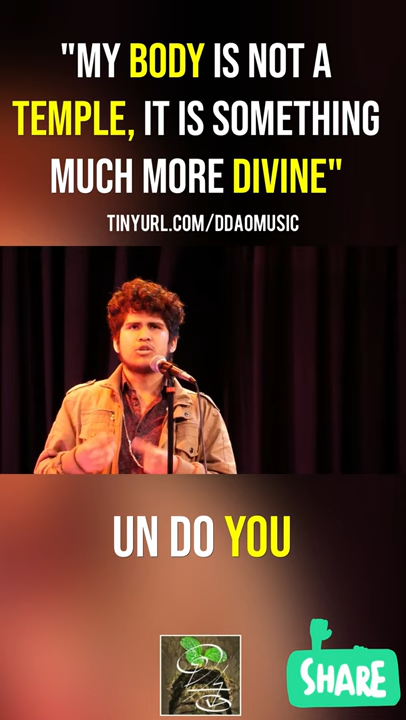 "MY BODY IS NOT A
TEMPLE, IT IS SOMETHING
MUCH MORE DIVINE"
TINYURL.COM/DDAOMUSIC
UN DO YOU
SHARE